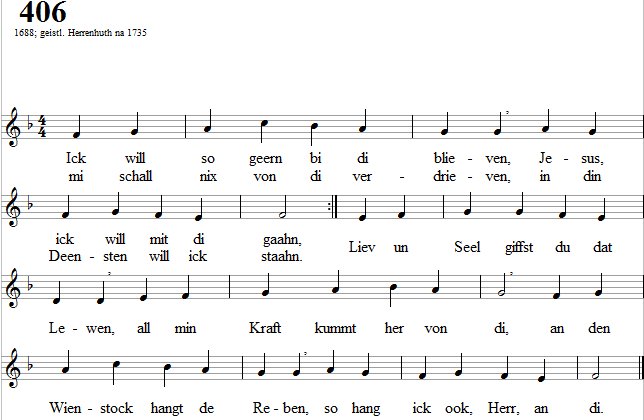 406
1688; geistl. Herrenhuth na 1735
Ick will so geern bi di blie - ven, Je - sus,
mi schall nix von di ver - drie - ven, in din
ick will mit di gaahn,
Deen - sten will ick staahn.
Liev un Seel giffst du dat
Le - wen, all min Kraft kummt her von di, an den
Wien - stock hangt de Re - ben, so hang ick ook, Herr, an di.